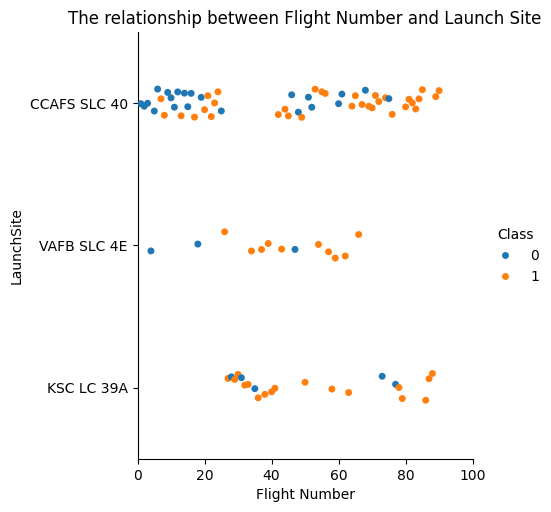 The relationship between Flight Number and Launch Site
CCAFS SLC 40
VAFB SLC 4E
KSC LC 39A
LaunchSite
0 20 40 60 80 100
Flight Number
Class
0
1